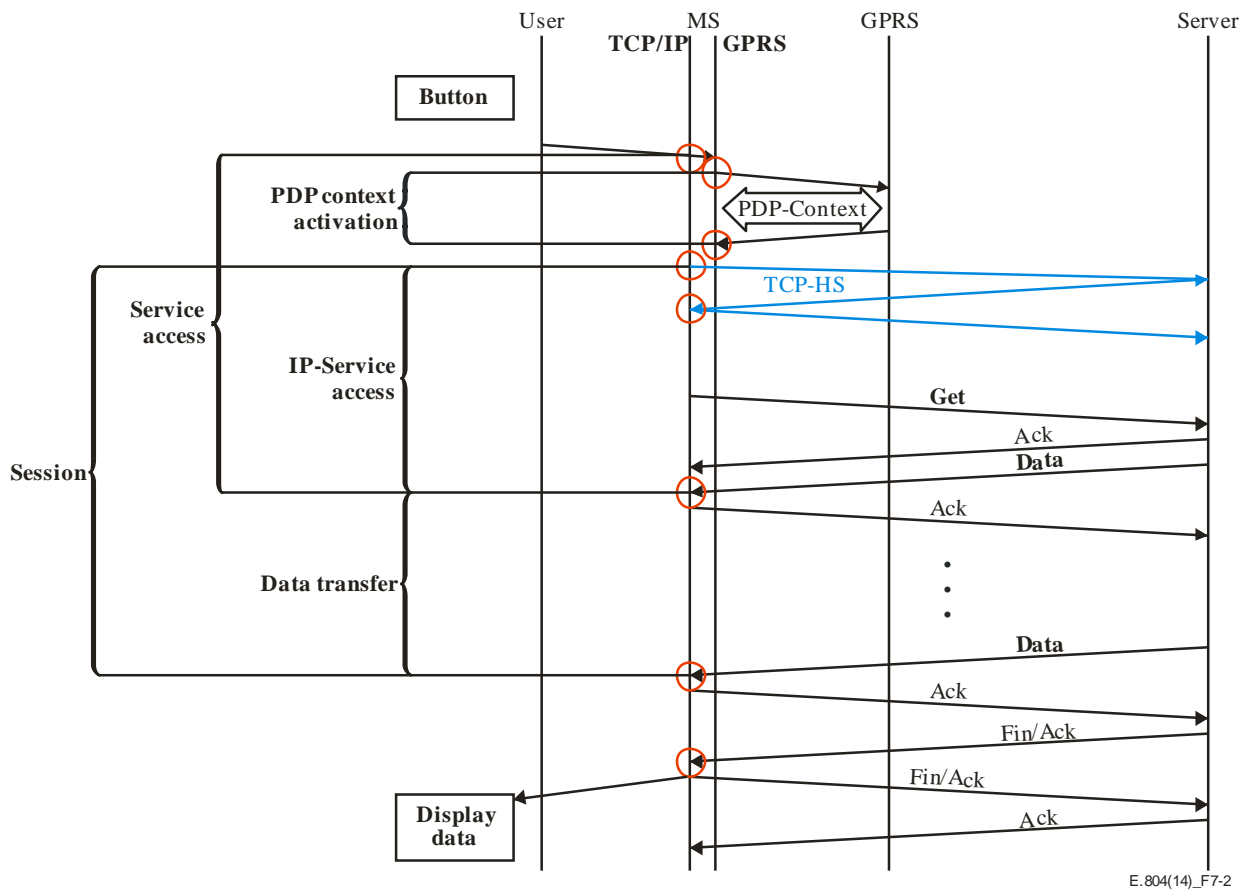 User
MS
GPRS
Server
TCP/IP
GPRS
Button
PDP context
activation
PDP-Context
TCP-HS
Service
access
IP-Service
access
Get
Ack
Data
Session
Ack
Data transfer
Data
Ack
Fin/Ack
Fin/Ack
Display
data
Ack
E.804(14)_F7-2